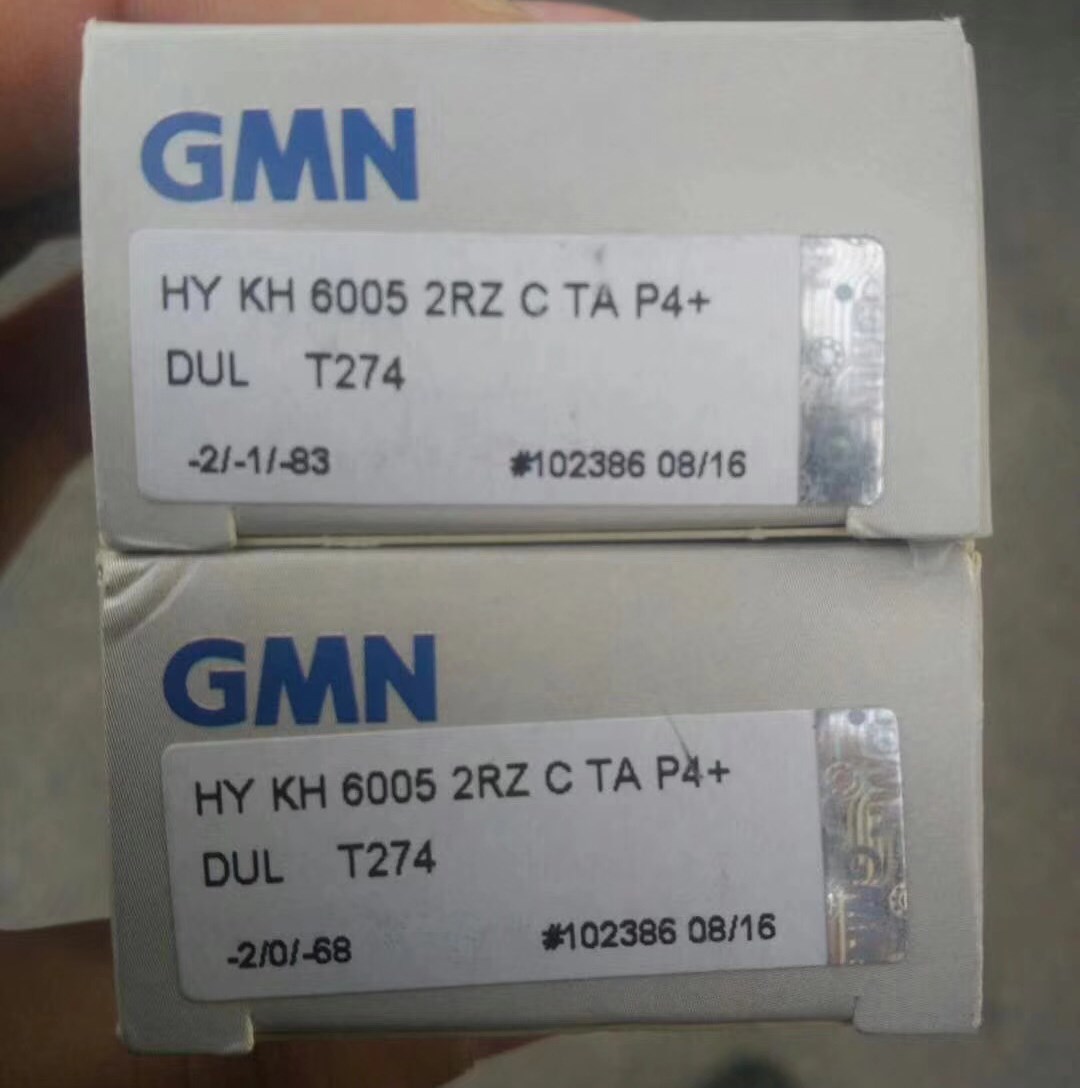 GMN
HY KH 6005 2RZ C TA P4+
DUL T274
-2/-1/-83 #102386 08/16
GMN
HY KH 6005 2RZ C TA P4+
DUL T274
-2/0/-68 #102386 08/16